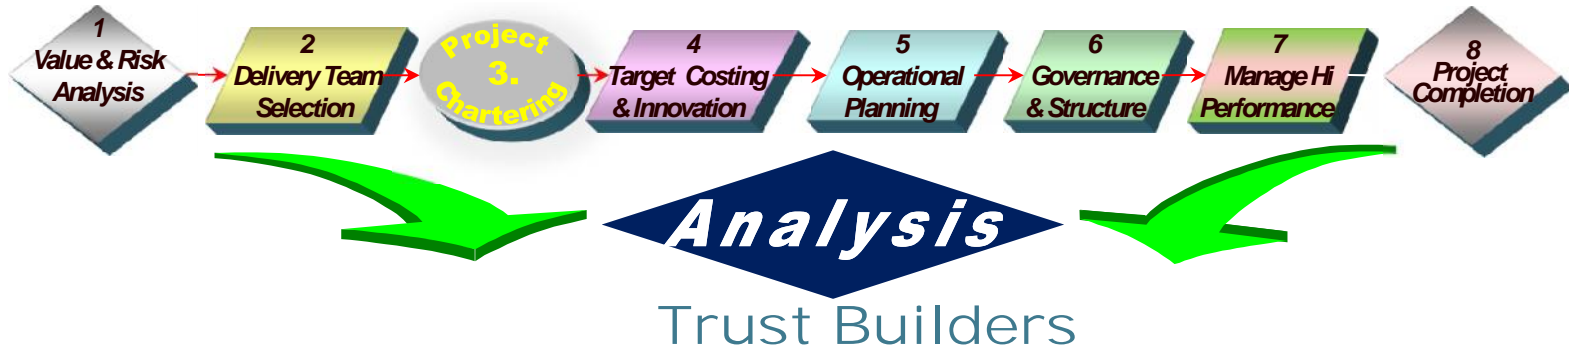 1
Value & Risk
Analysis
2
Delivery Team
Selection
Project
3.
Chartering
4
Target Costing
& Innovation
5
Operational
Planning
6
Governance
& Structure
7
Manage Hi
Performance
8
Project
Completion
Analysis
Trust Builders